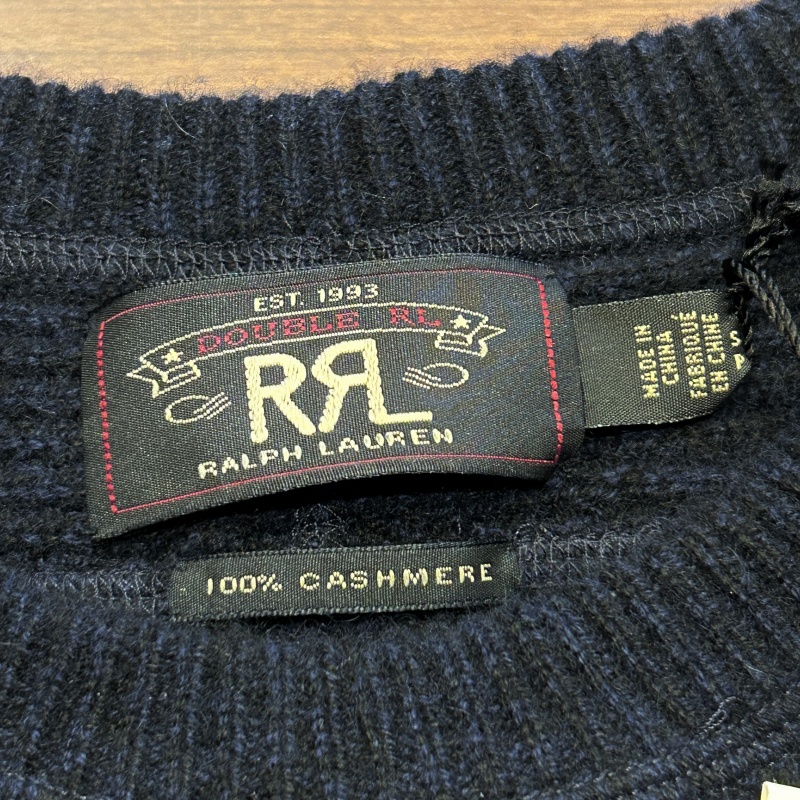 EST. 1993
DOUBLE RL
RRL
RALPH LAUREN
MADE IN
CHINA
FABRIQUÉ
EN CHINE
S
P
100% CASHMERE